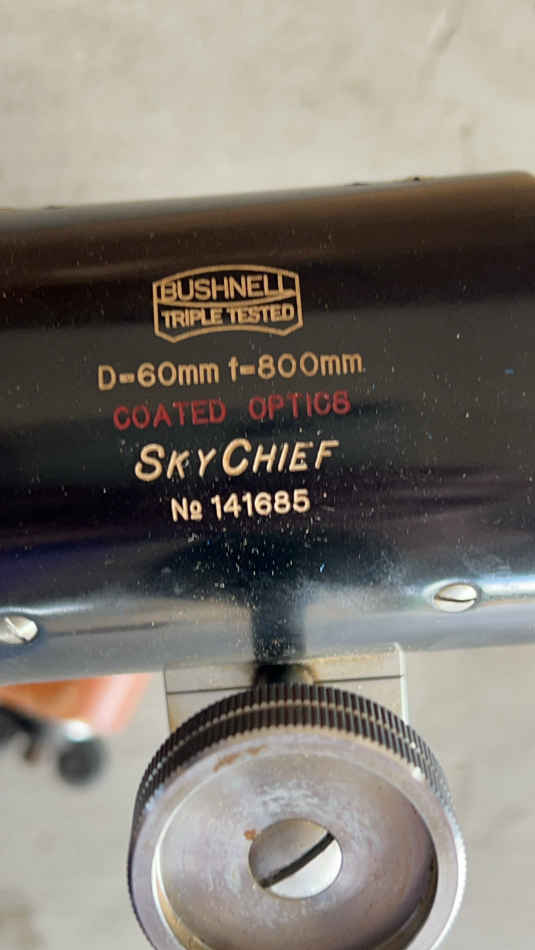 BUSHNELL
TRIPLE TESTED
D=60mm f=800mm
COATED OPTICS
SKY CHIEF
№ 141685